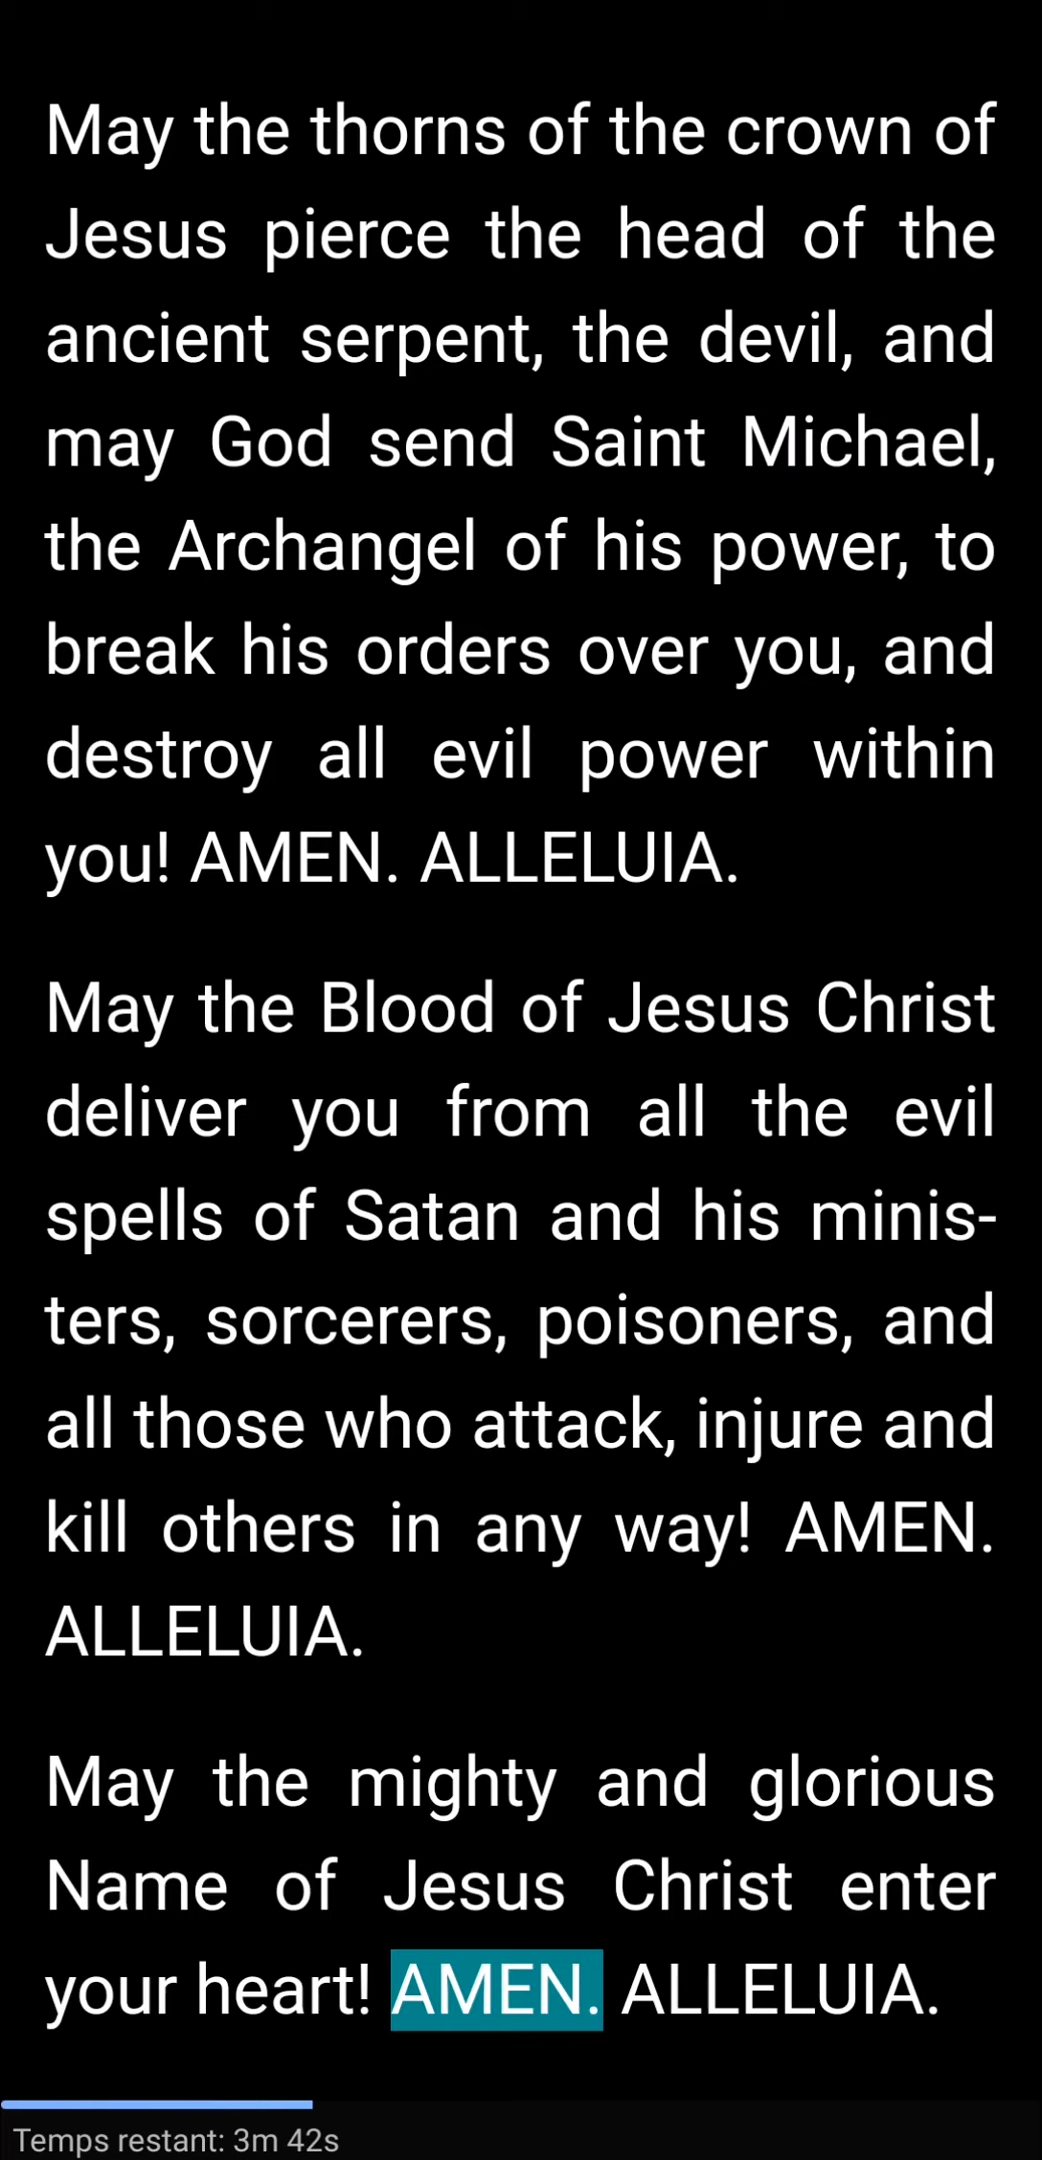 May the thorns of the crown of
Jesus pierce the head of the
ancient serpent, the devil, and
may God send Saint Michael,
the Archangel of his power, to
break his orders over you, and
destroy all evil power within
you! AMEN. ALLELUIA.
May the Blood of Jesus Christ
deliver you from all the evil
spells of Satan and his minis-
ters, sorcerers, poisoners, and
all those who attack, injure and
kill others in any way! AMEN.
ALLELUIA.
May the mighty and glorious
Name of Jesus Christ enter
your heart! AMEN. ALLELUIA.
Temps restant: 3m 42s